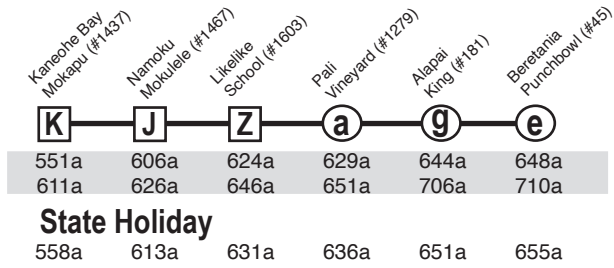 Kaneohe Bay
Mokapu (#1437)
Namoku
Mokulele (#1467)
Likelike
School (#1603)
Pali
Vineyard (#1279)
Alapai
King (#181)
Beretania
Punchbowl (#45)
K J Z a g e
551a 606a 624a 629a 644a 648a
611a 626a 646a 651a 706a 710a
State Holiday
558a 613a 631a 636a 651a 655a